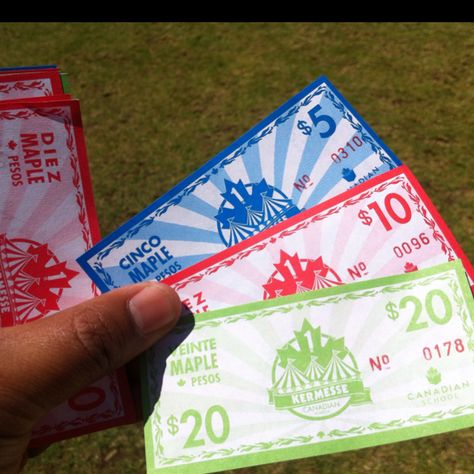 DIEZ
MAPLE
PESOS
KERMESSE
$5
Nº 0310
CINCO
MAPLE
PESOS
$10
Nº 0096
DIEZ
$20
Nº 0178
VEINTE
MAPLE
PESOS
KERMESSE
CANADIAN
$20
CANADIAN
SCHOOL